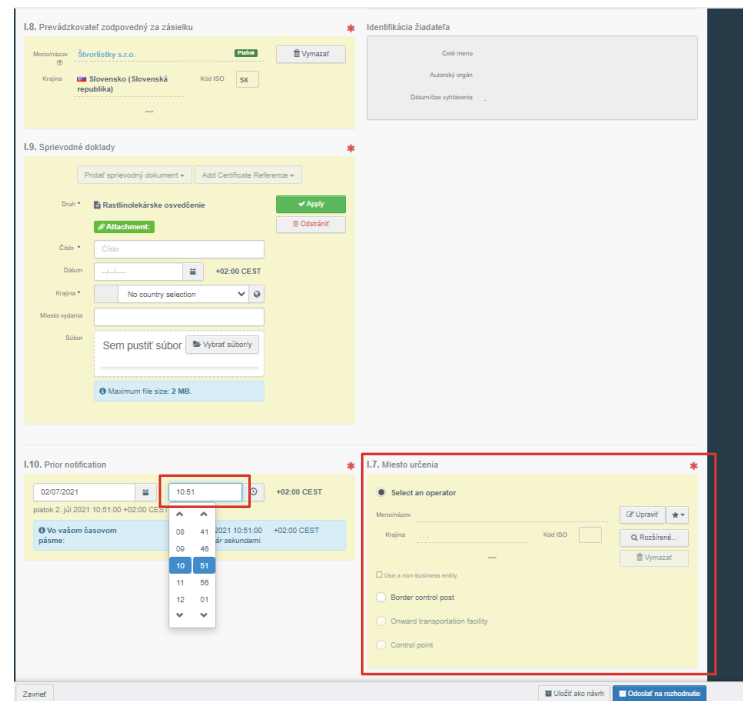 I.8. Prevádzkovateľ zodpovedný za zásielku *
Meno/názov Štvorlístky s.r.o. Platné Vymazať
Krajina Slovensko (Slovenská republika) Kód ISO SK
Identifikácia žiadateľa
Celé meno
Autorský orgán
Dátum/čas vyhlásenia -
I.9. Sprievodné doklady *
Pridať sprievodný dokument Add Certificate Reference
Druh * Rastlinolekárske osvedčenie Apply
Attachment: Odstrániť
Číslo * Číslo
Dátum --/--/---- +02:00 CEST
Krajina * No country selection
Miesto vydania
Súbor Sem pustiť súbor Vybrať súbor/y
Maximum file size: 2 MB.
I.10. Prior notification *
02/07/2021 10:51 +02:00 CEST
piatok 2. júl 2021 10:51:00 +02:00 CEST
Vo vašom časovom pásme: 2021 10:51:00 +02:00 CEST
ár sekundami.
08 41
09 46
10 51
11 56
12 01
I.7. Miesto určenia *
Select an operator
Meno/názov Upraviť
Krajina Kód ISO Rozšírené...
Vymazať
Use a non-business entity
Border control post
Onward transportation facility
Control point
Zavrieť Uložiť ako návrh Odoslať na rozhodnutie